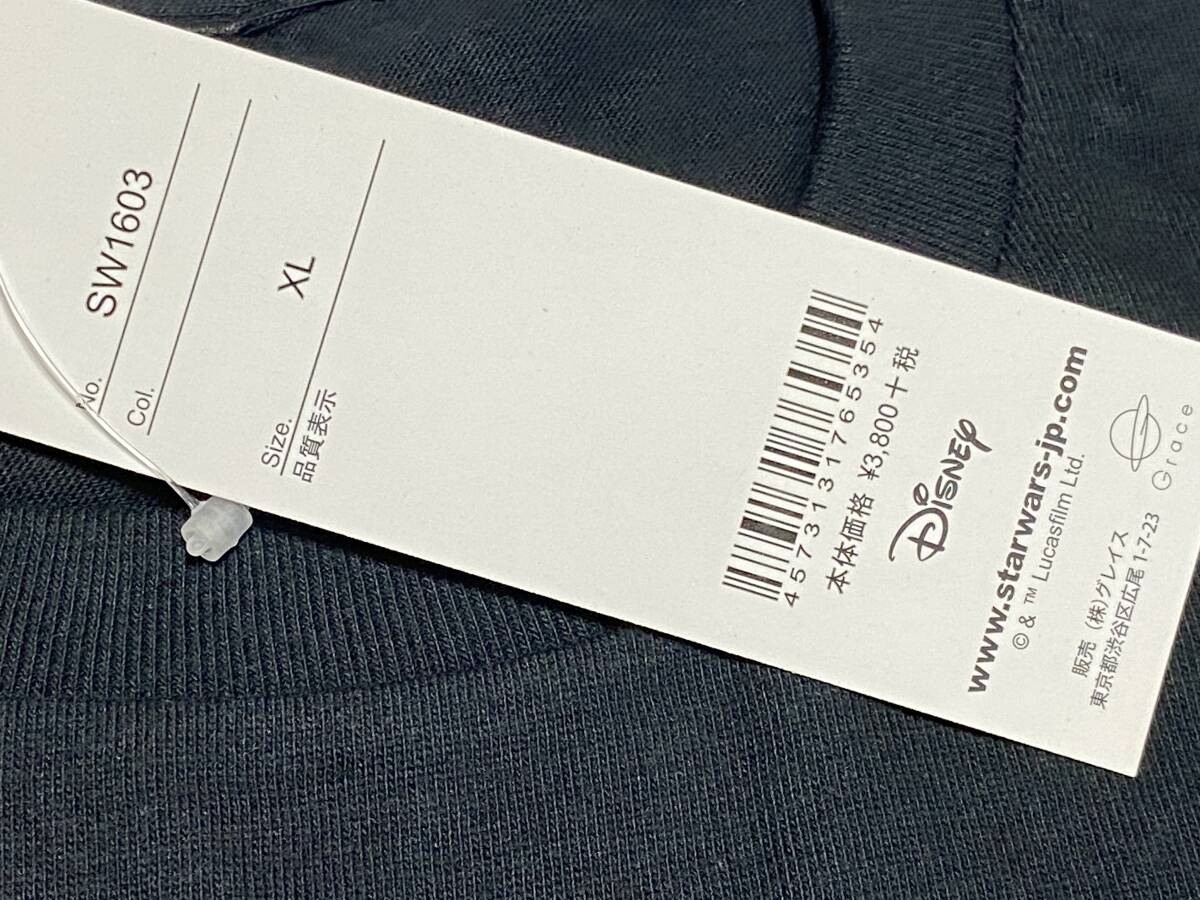 No. SW1603
Col.
Size. XL
品質表示
4573131765354
本体価格 ¥3,800+税
Disney
www.starwars-jp.com
© & ™ Lucasfilm Ltd.
販売 (株)グレイス
東京都渋谷区広尾 1-7-23
Grace